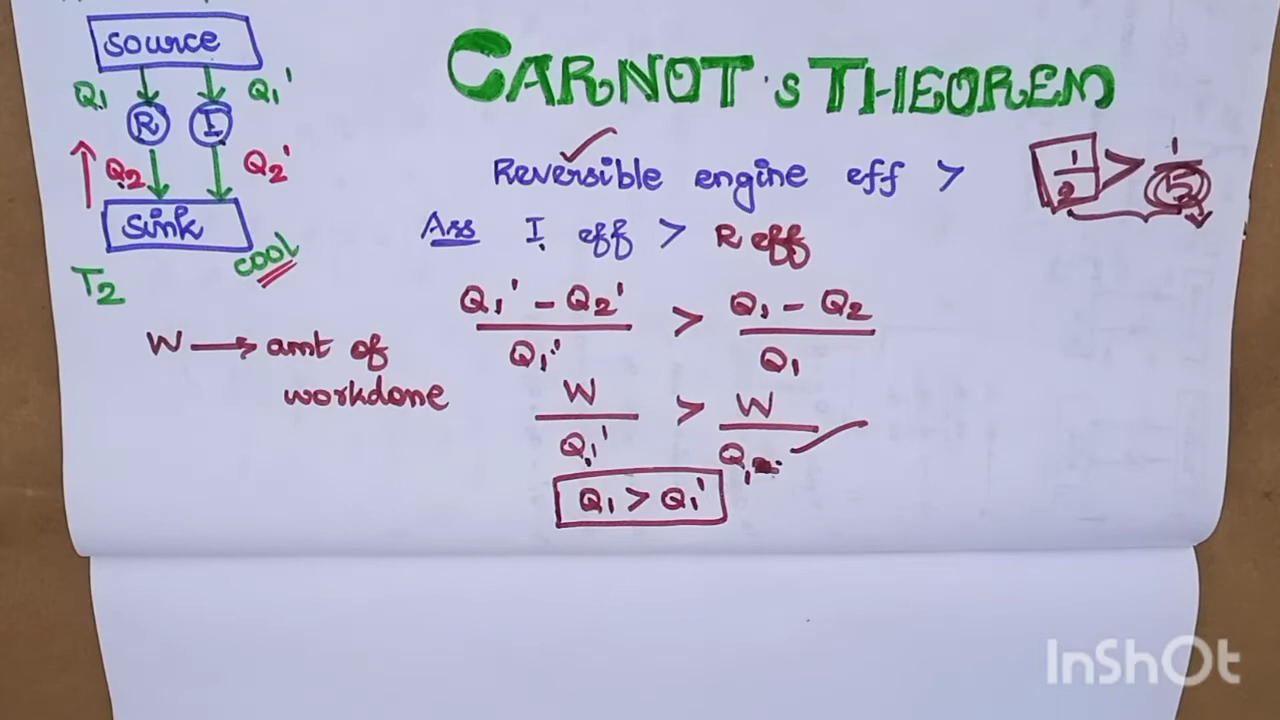 CARNOT's THEOREM
source
Q₁ Q₁'
R I
Q₂ Q₂'
sink
T₂ cool
Reversible engine eff >
1/2 > 1/5
Ass I eff > R eff
Q₁' - Q₂' / Q₁' > Q₁ - Q₂ / Q₁
W → amt of
workdone
W / Q₁' > W / Q₁
Q₁ > Q₁'
InShOt